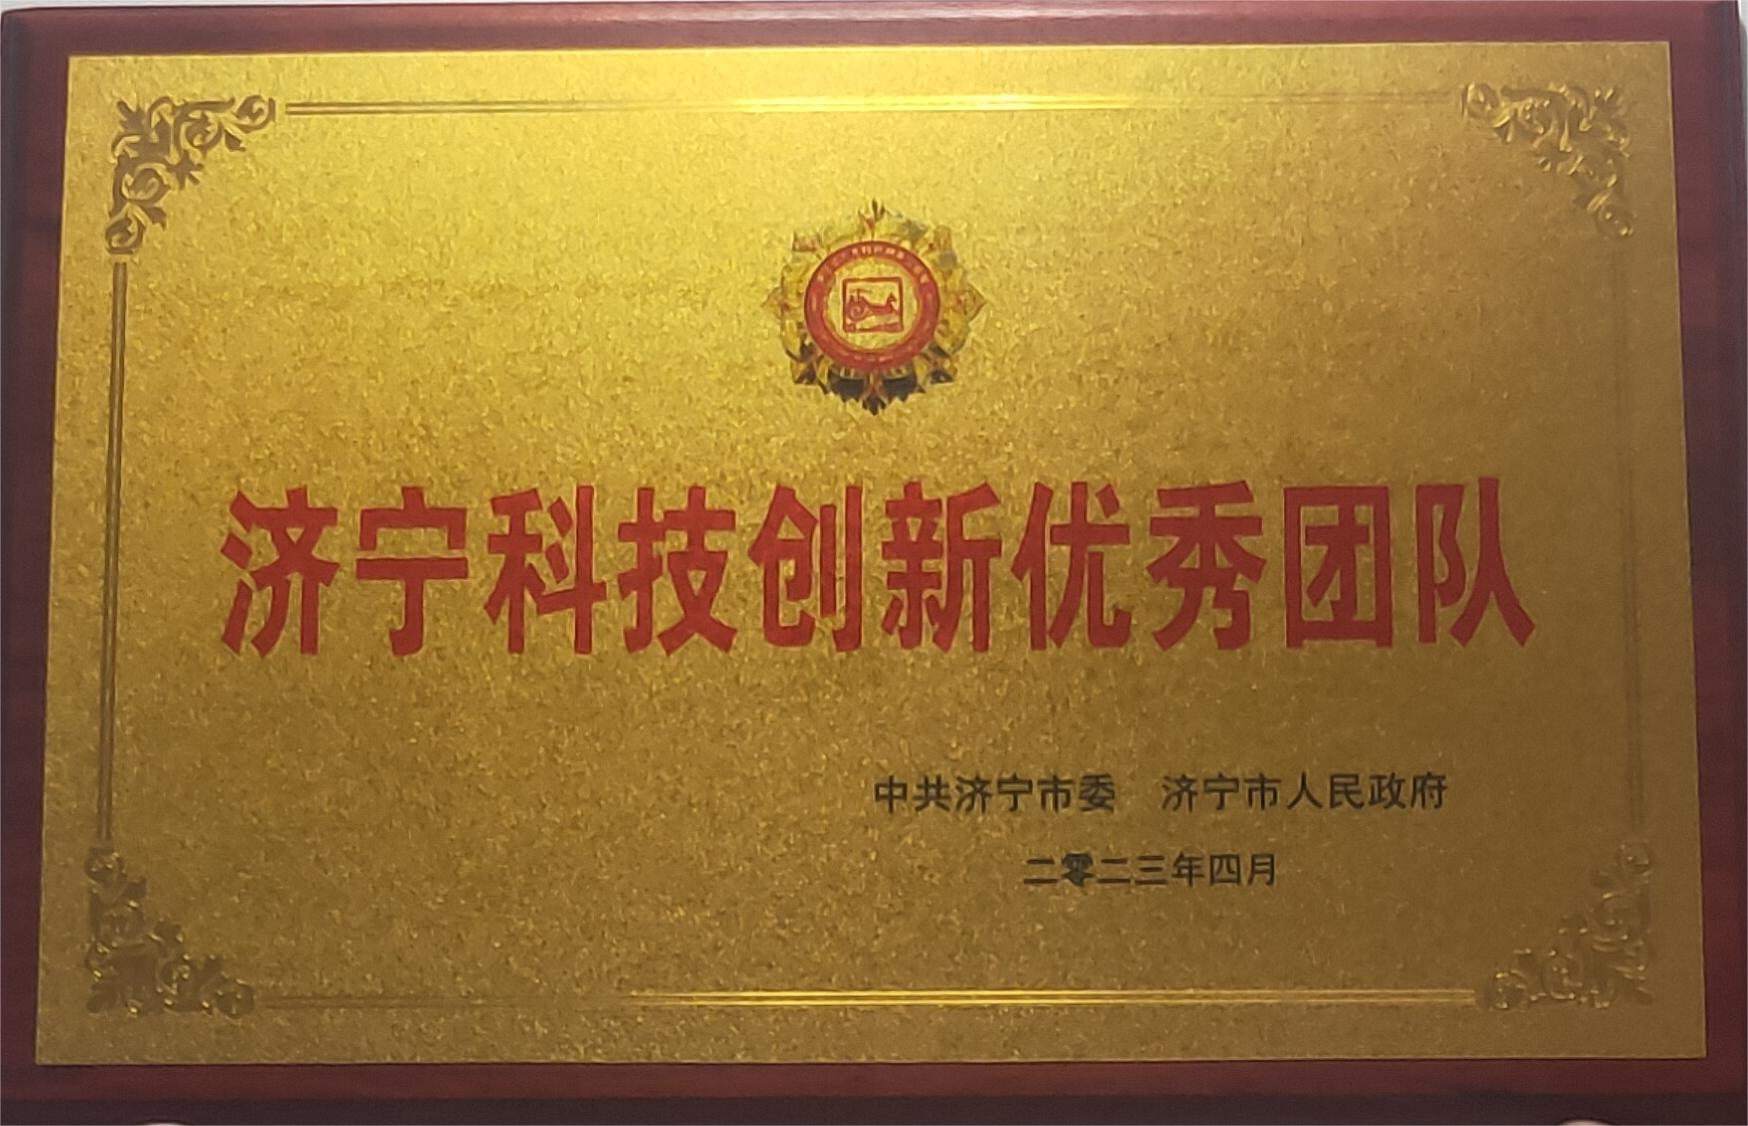 济宁科技创新优秀团队
中共济宁市委 济宁市人民政府
二零二三年四月